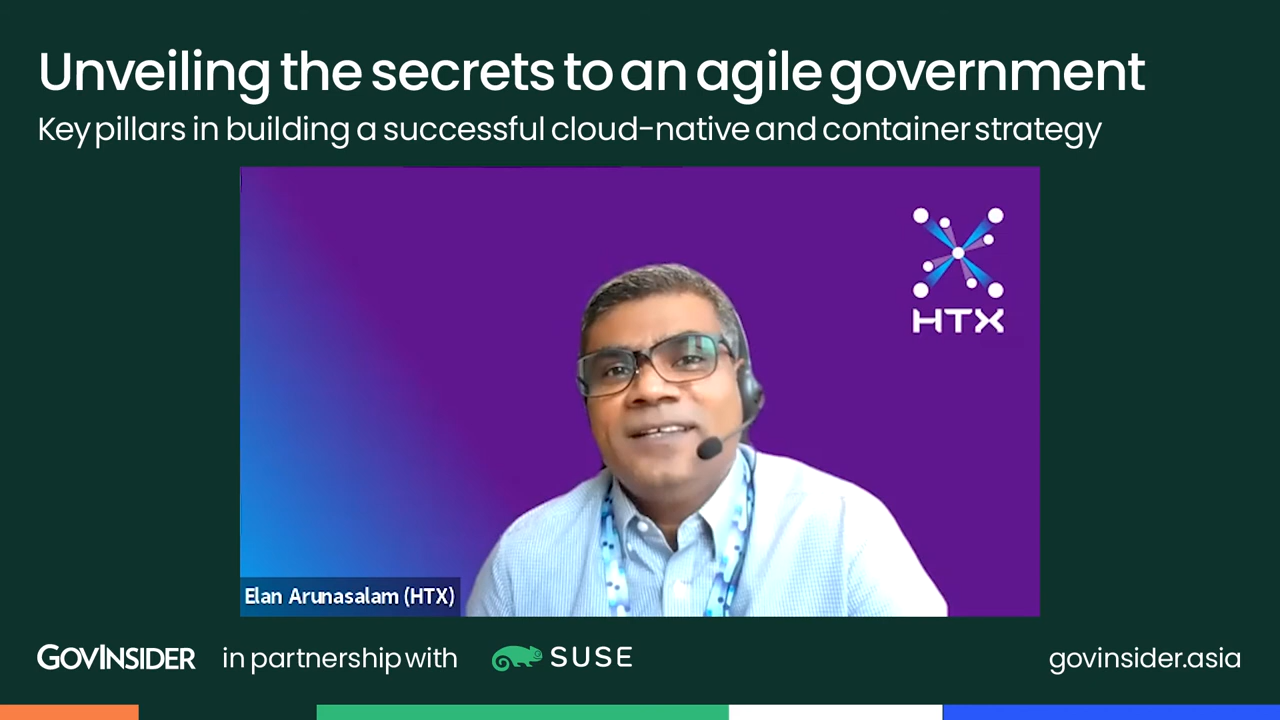 Unveiling the secrets to an agile government
Key pillars in building a successful cloud-native and container strategy
HTX
Elan Arunasalam (HTX)
GOVINSIDER in partnership with SUSE
govinsider.asia